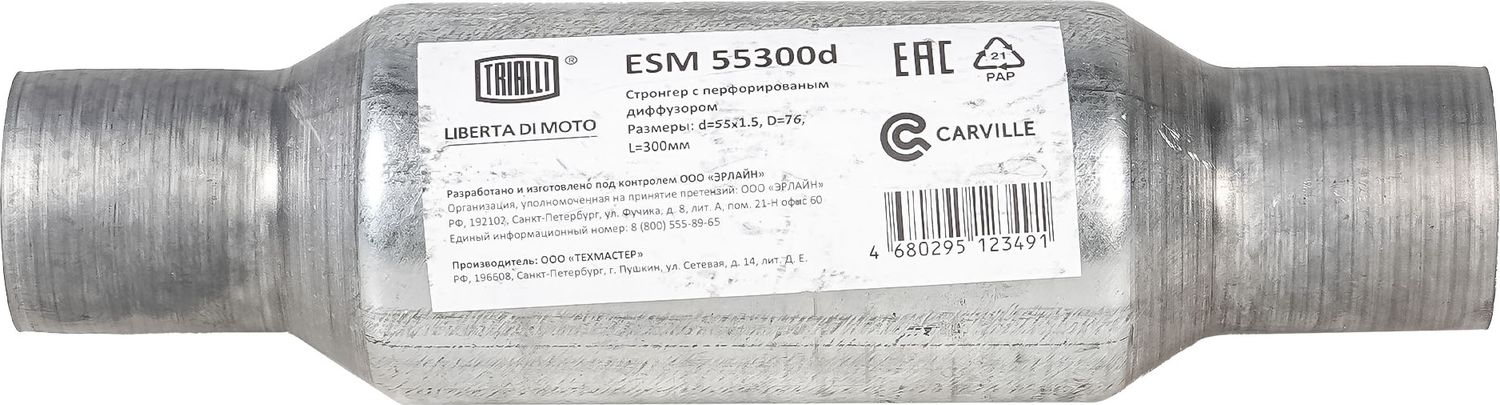 TRIALLI ®
LIBERTA DI MOTO
ESM 55300d
Стронгер с перфорированым
диффузором
Размеры: d=55x1.5, D=76,
L=300мм
EAC
21
PAP
CARVILLE
Разработано и изготовлено под контролем ООО «ЭРЛАЙН»
Организация, уполномоченная на принятие претензий: ООО «ЭРЛАЙН»
РФ, 192102, Санкт-Петербург, ул. Фучика, д. 8, лит. А, пом. 21-Н офис 60
Единый информационный номер: 8 (800) 555-89-65
Производитель: ООО «ТЕХМАСТЕР»
РФ, 196608, Санкт-Петербург, г. Пушкин, ул. Сетевая, д. 14, лит. Д. Е.
4 680295 123491